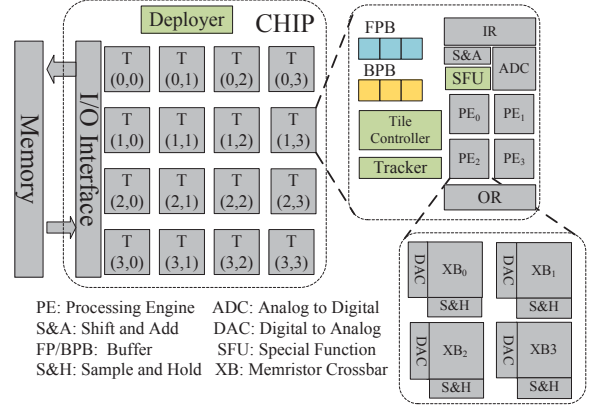 Deployer
CHIP
Memory
I/O Interface
T (0,0)
T (0,1)
T (0,2)
T (0,3)
T (1,0)
T (1,1)
T (1,2)
T (1,3)
T (2,0)
T (2,1)
T (2,2)
T (2,3)
T (3,0)
T (3,1)
T (3,2)
T (3,3)
FPB
BPB
Tile
Controller
Tracker
IR
S&A
SFU
ADC
PE0
PE1
PE2
PE3
OR
DAC
XB0
S&H
DAC
XB1
S&H
DAC
XB2
S&H
DAC
XB3
S&H
PE: Processing Engine ADC: Analog to Digital
S&A: Shift and Add DAC: Digital to Analog
FP/BPB: Buffer SFU: Special Function
S&H: Sample and Hold XB: Memristor Crossbar